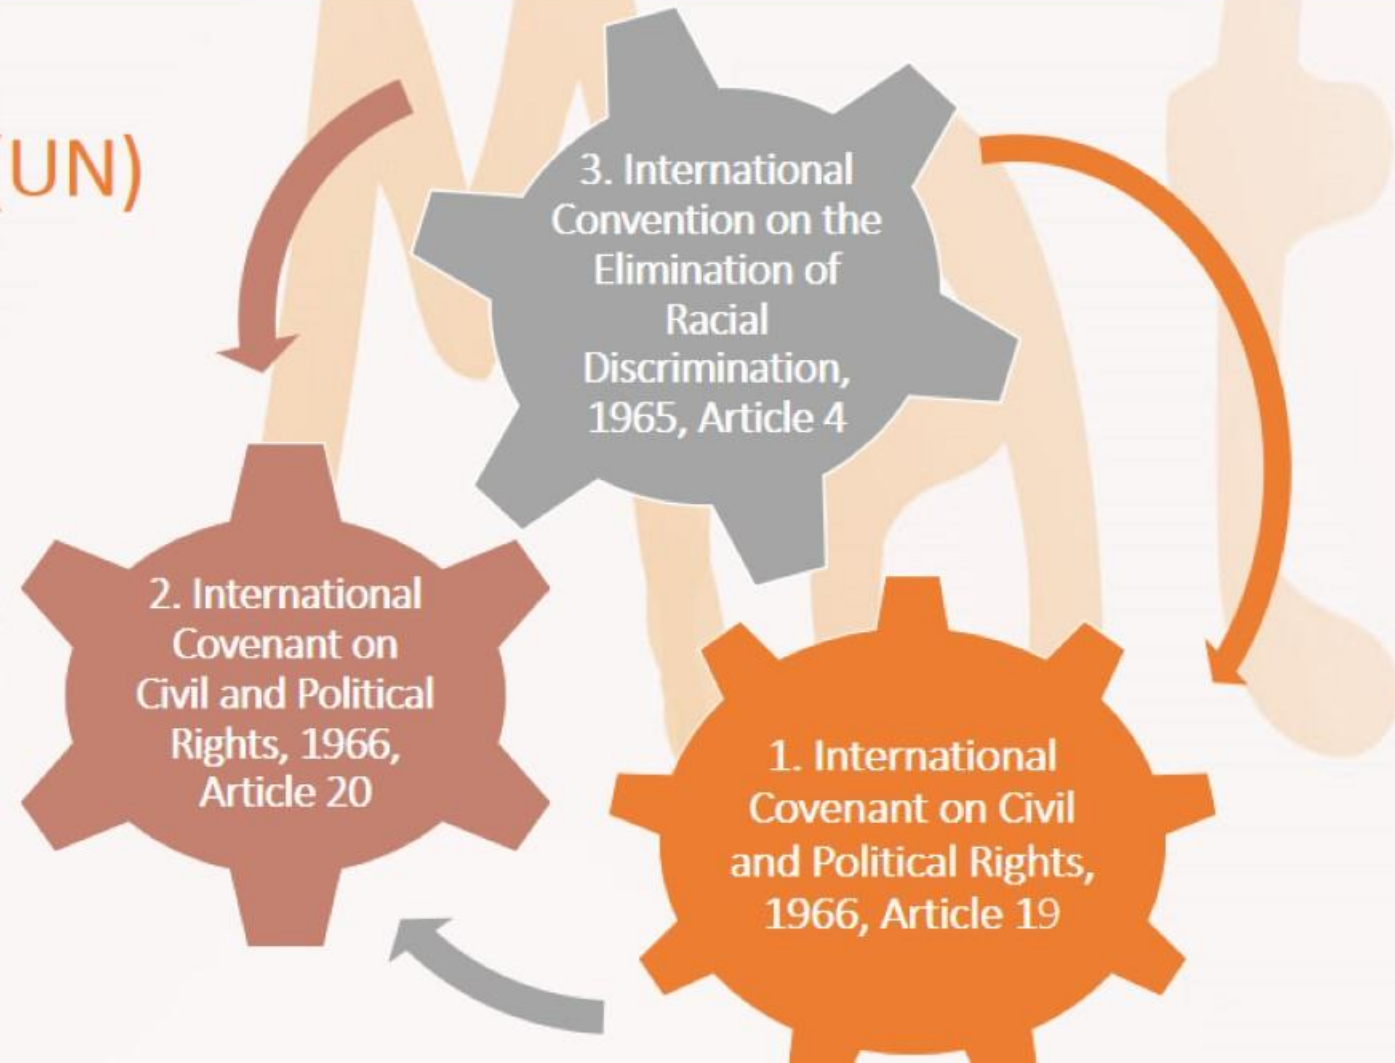 (UN)
3. International
Convention on the
Elimination of
Racial
Discrimination,
1965, Article 4
2. International
Covenant on
Civil and Political
Rights, 1966,
Article 20
1. International
Covenant on Civil
and Political Rights,
1966, Article 19